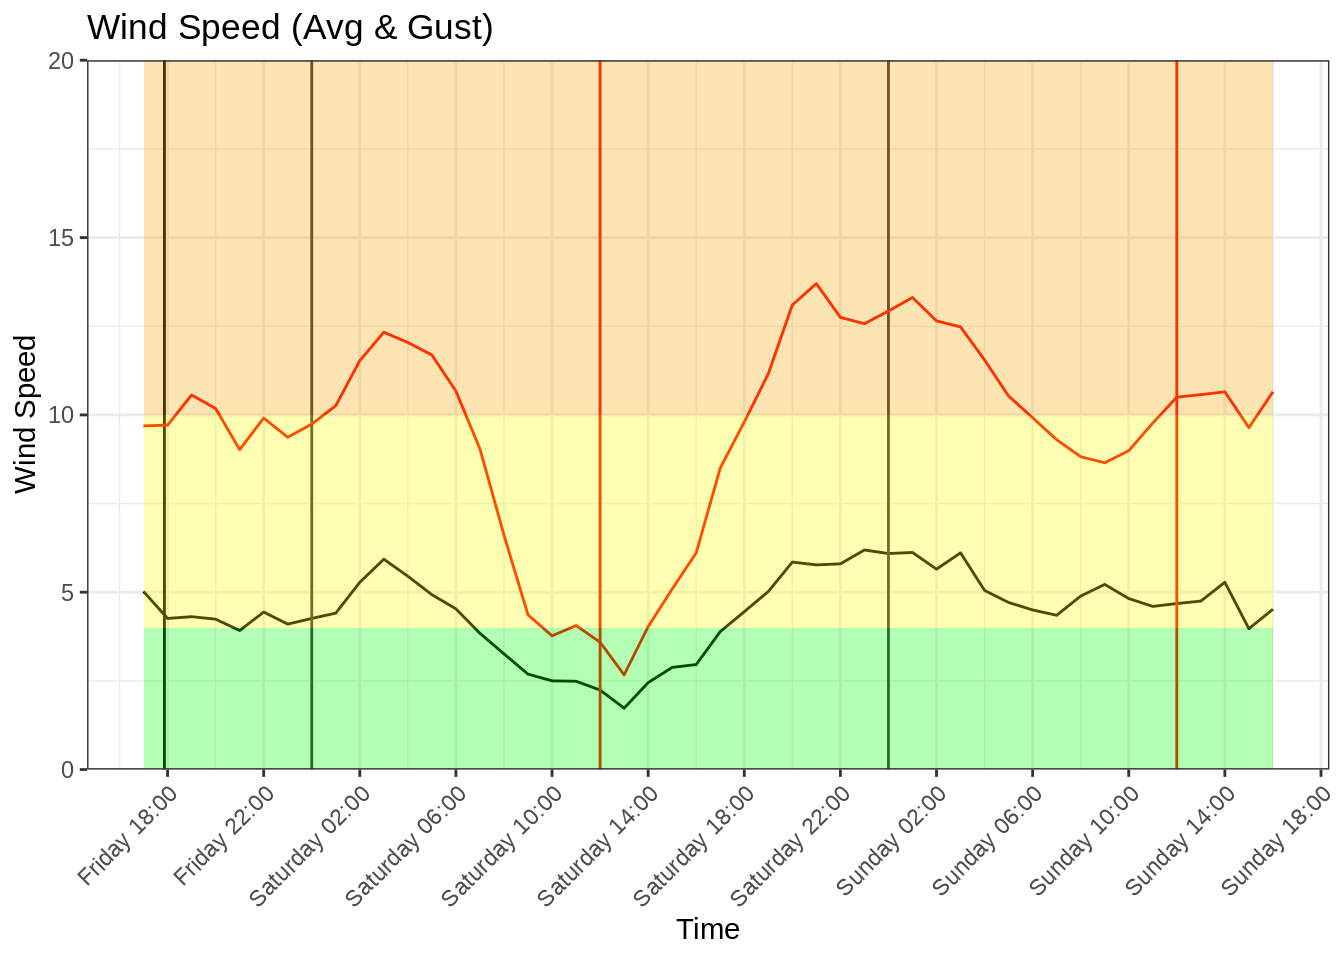 Wind Speed (Avg & Gust)
20
15
10
5
0
Wind Speed
Friday 18:00
Friday 22:00
Saturday 02:00
Saturday 06:00
Saturday 10:00
Saturday 14:00
Saturday 18:00
Saturday 22:00
Sunday 02:00
Sunday 06:00
Sunday 10:00
Sunday 14:00
Sunday 18:00
Time